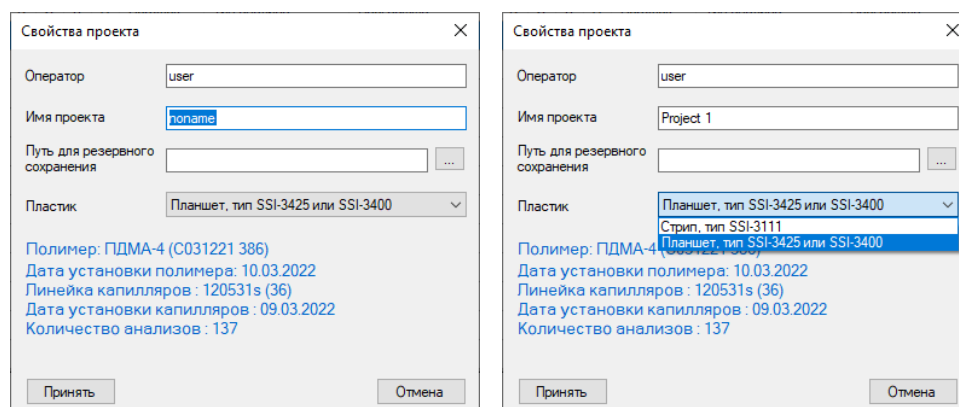 Свойства проекта
Оператор
user
Имя проекта
noname
Путь для резервного
сохранения
...
Пластик
Планшет, тип SSI-3425 или SSI-3400
Полимер: ПДМА-4 (C031221 386)
Дата установки полимера: 10.03.2022
Линейка капилляров : 120531s (36)
Дата установки капилляров : 09.03.2022
Количество анализов : 137
Принять
Отмена
Свойства проекта
Оператор
user
Имя проекта
Project 1
Путь для резервного
сохранения
...
Пластик
Планшет, тип SSI-3425 или SSI-3400
Стрип, тип SSI-3111
Планшет, тип SSI-3425 или SSI-3400
Полимер: ПДМА-4 (C031221 386)
Дата установки полимера: 10.03.2022
Линейка капилляров : 120531s (36)
Дата установки капилляров : 09.03.2022
Количество анализов : 137
Принять
Отмена